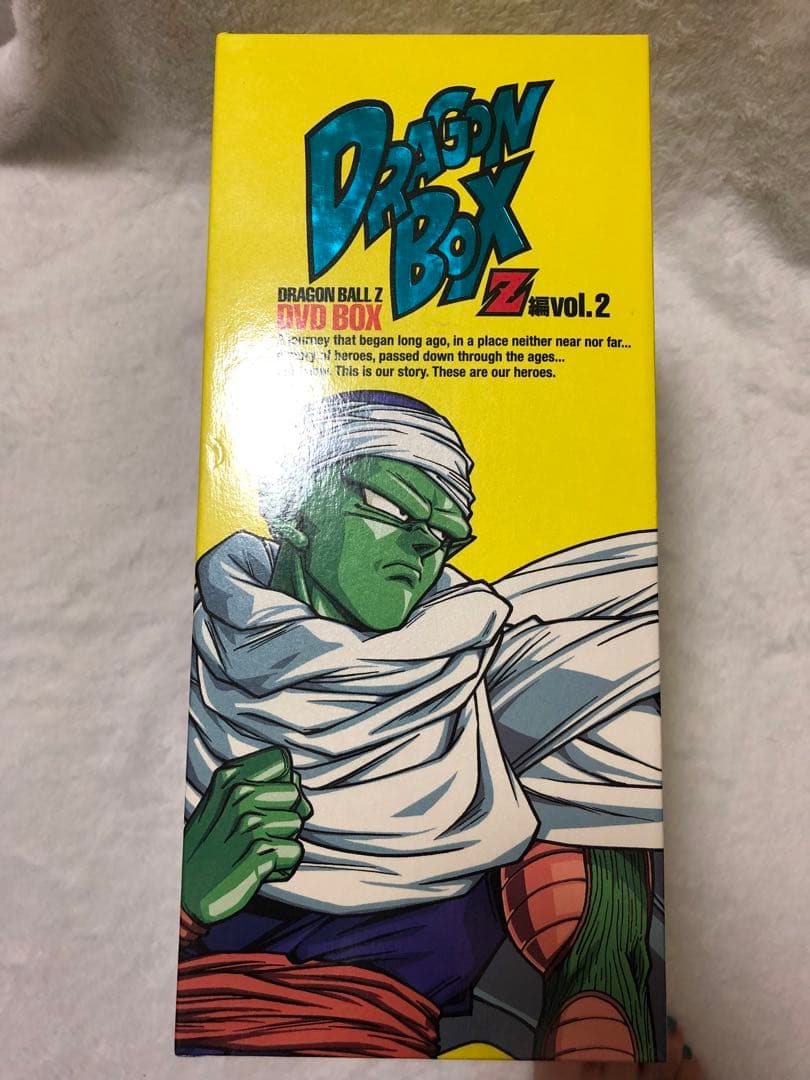 DRAGON
BOX
Z編vol.2
DRAGON BALL Z
DVD BOX
journey that began long ago, in a place neither near nor far...
of heroes, passed down through the ages...
This is our story. These are our heroes.